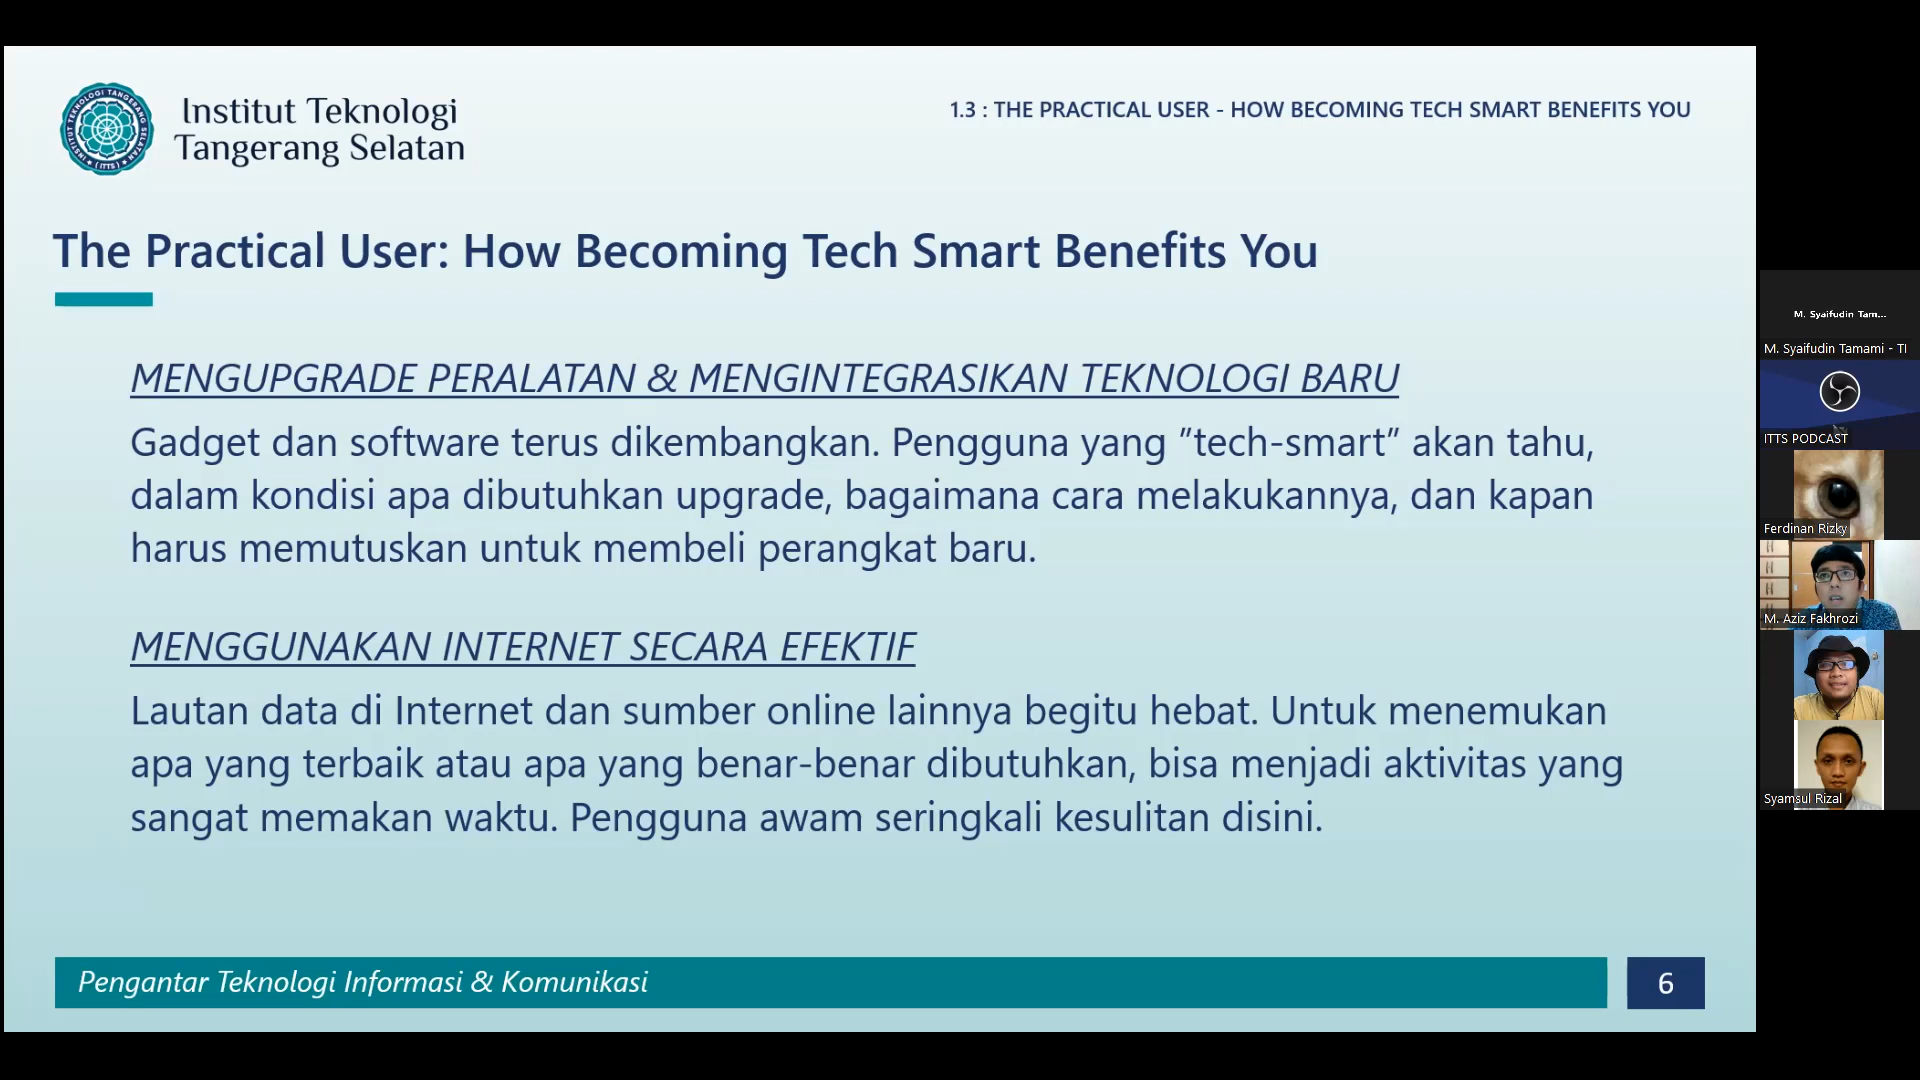 Institut Teknologi
Tangerang Selatan
INSTITUT TEKNOLOGI TANGERANG SELATAN
(ITTS)
1.3 : THE PRACTICAL USER - HOW BECOMING TECH SMART BENEFITS YOU
The Practical User: How Becoming Tech Smart Benefits You
MENGUPGRADE PERALATAN & MENGINTEGRASIKAN TEKNOLOGI BARU
Gadget dan software terus dikembangkan. Pengguna yang ”tech-smart” akan tahu,
dalam kondisi apa dibutuhkan upgrade, bagaimana cara melakukannya, dan kapan
harus memutuskan untuk membeli perangkat baru.
MENGGUNAKAN INTERNET SECARA EFEKTIF
Lautan data di Internet dan sumber online lainnya begitu hebat. Untuk menemukan
apa yang terbaik atau apa yang benar-benar dibutuhkan, bisa menjadi aktivitas yang
sangat memakan waktu. Pengguna awam seringkali kesulitan disini.
Pengantar Teknologi Informasi & Komunikasi
6
M. Syaifudin Tam...
M. Syaifudin Tamami - TI
ITTS PODCAST
Ferdinan Rizky
M. Aziz Fakhrozi
Syamsul Rizal